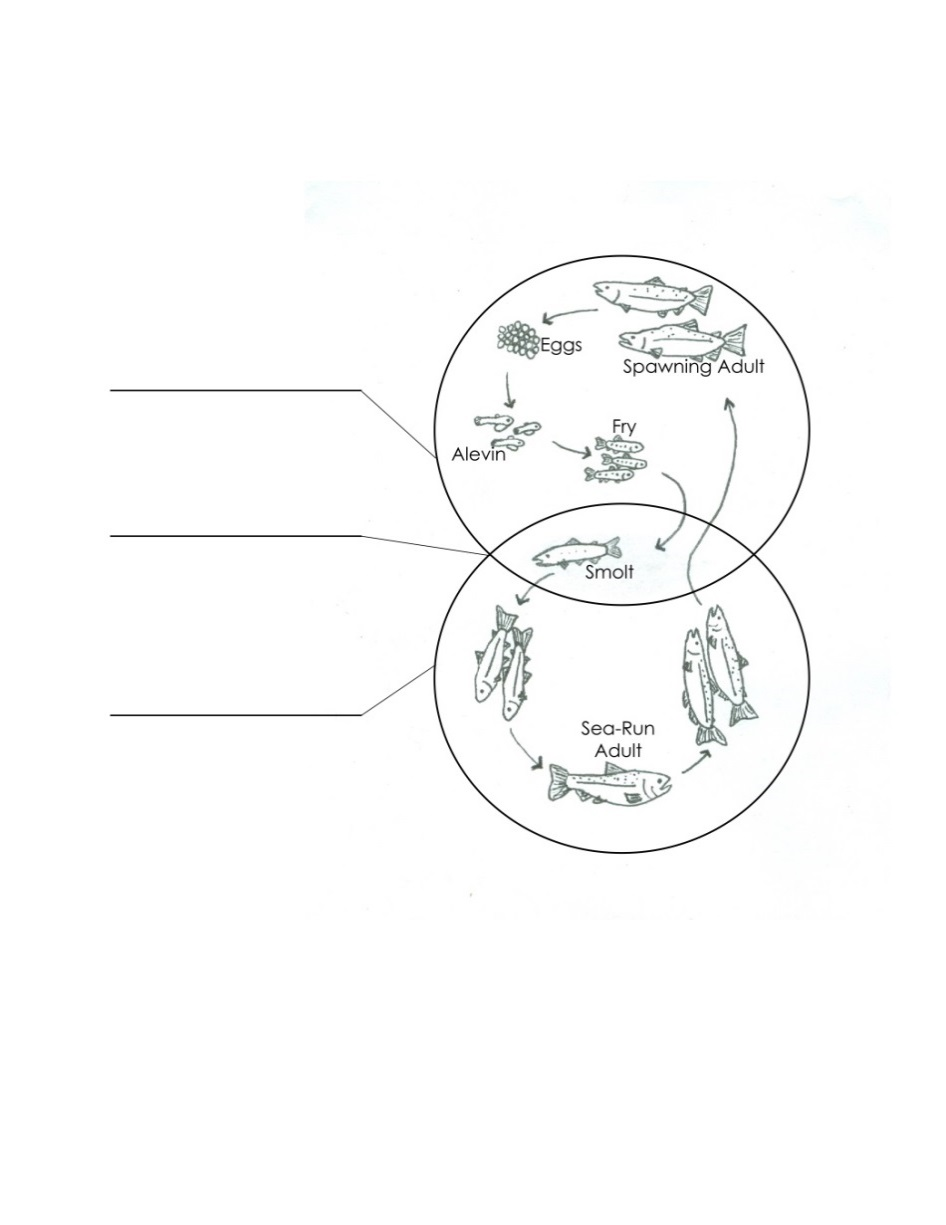 Eggs
Spawning Adult
Fry
Alevin
Smolt
Sea-Run
Adult